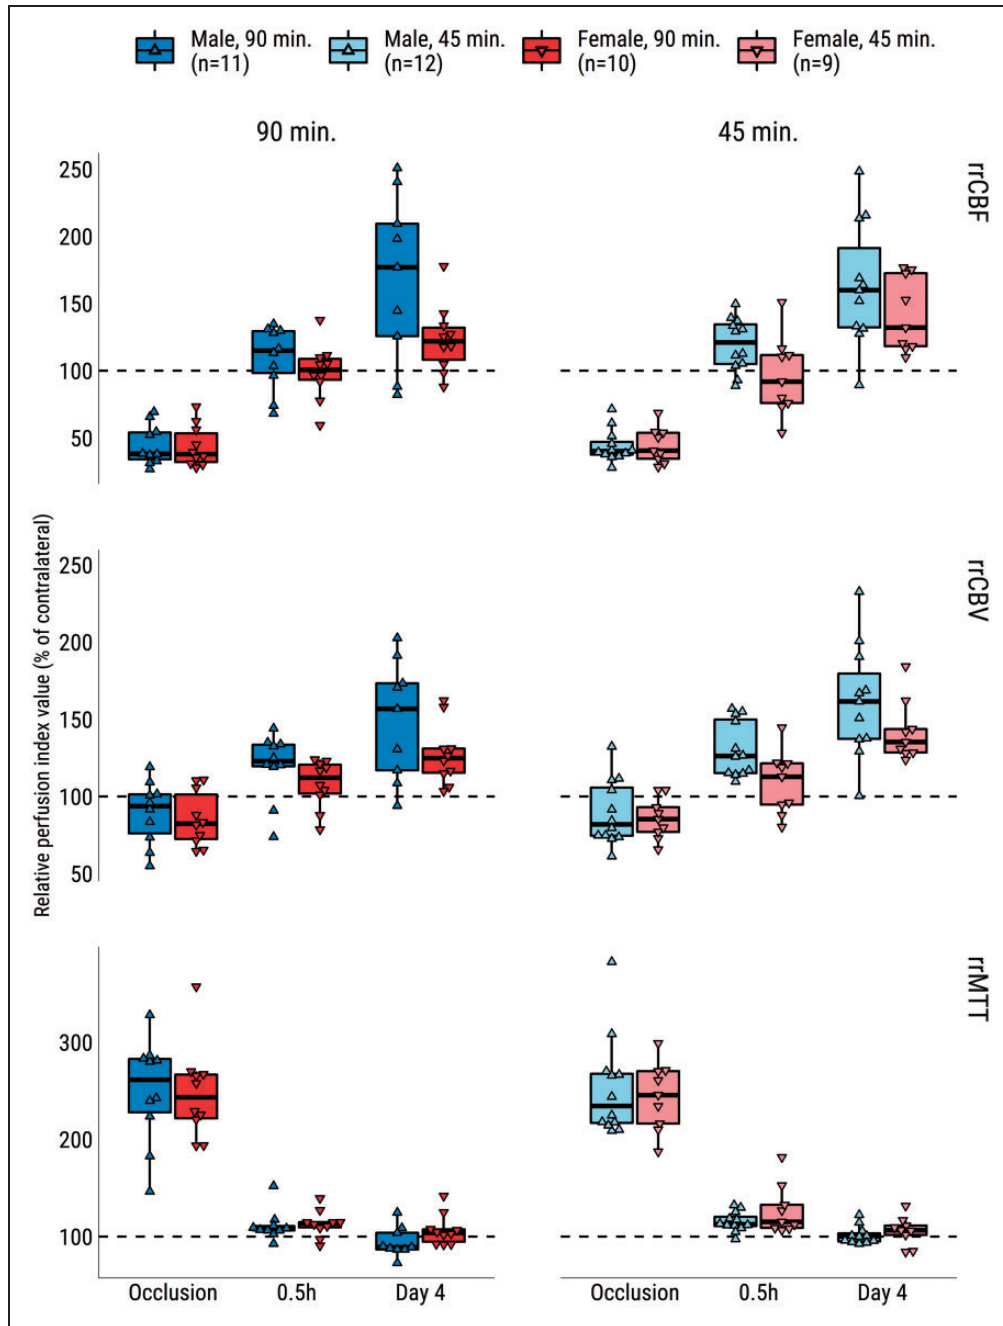 Male, 90 min.
(n=11)
Male, 45 min.
(n=12)
Female, 90 min.
(n=10)
Female, 45 min.
(n=9)
90 min.
45 min.
250
200
150
100
50
rrCBF
Relative perfusion index value (% of contralateral)
250
200
150
100
50
rrCBV
300
200
100
rrMTT
Occlusion
0.5h
Day 4
Occlusion
0.5h
Day 4